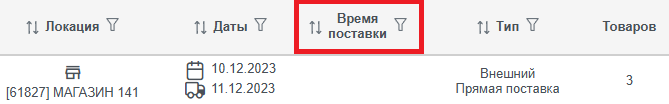 Локация Даты Время поставки Тип Товаров
10.12.2023
11.12.2023
[61827] МАГАЗИН 141
Внешний
Прямая поставка
3